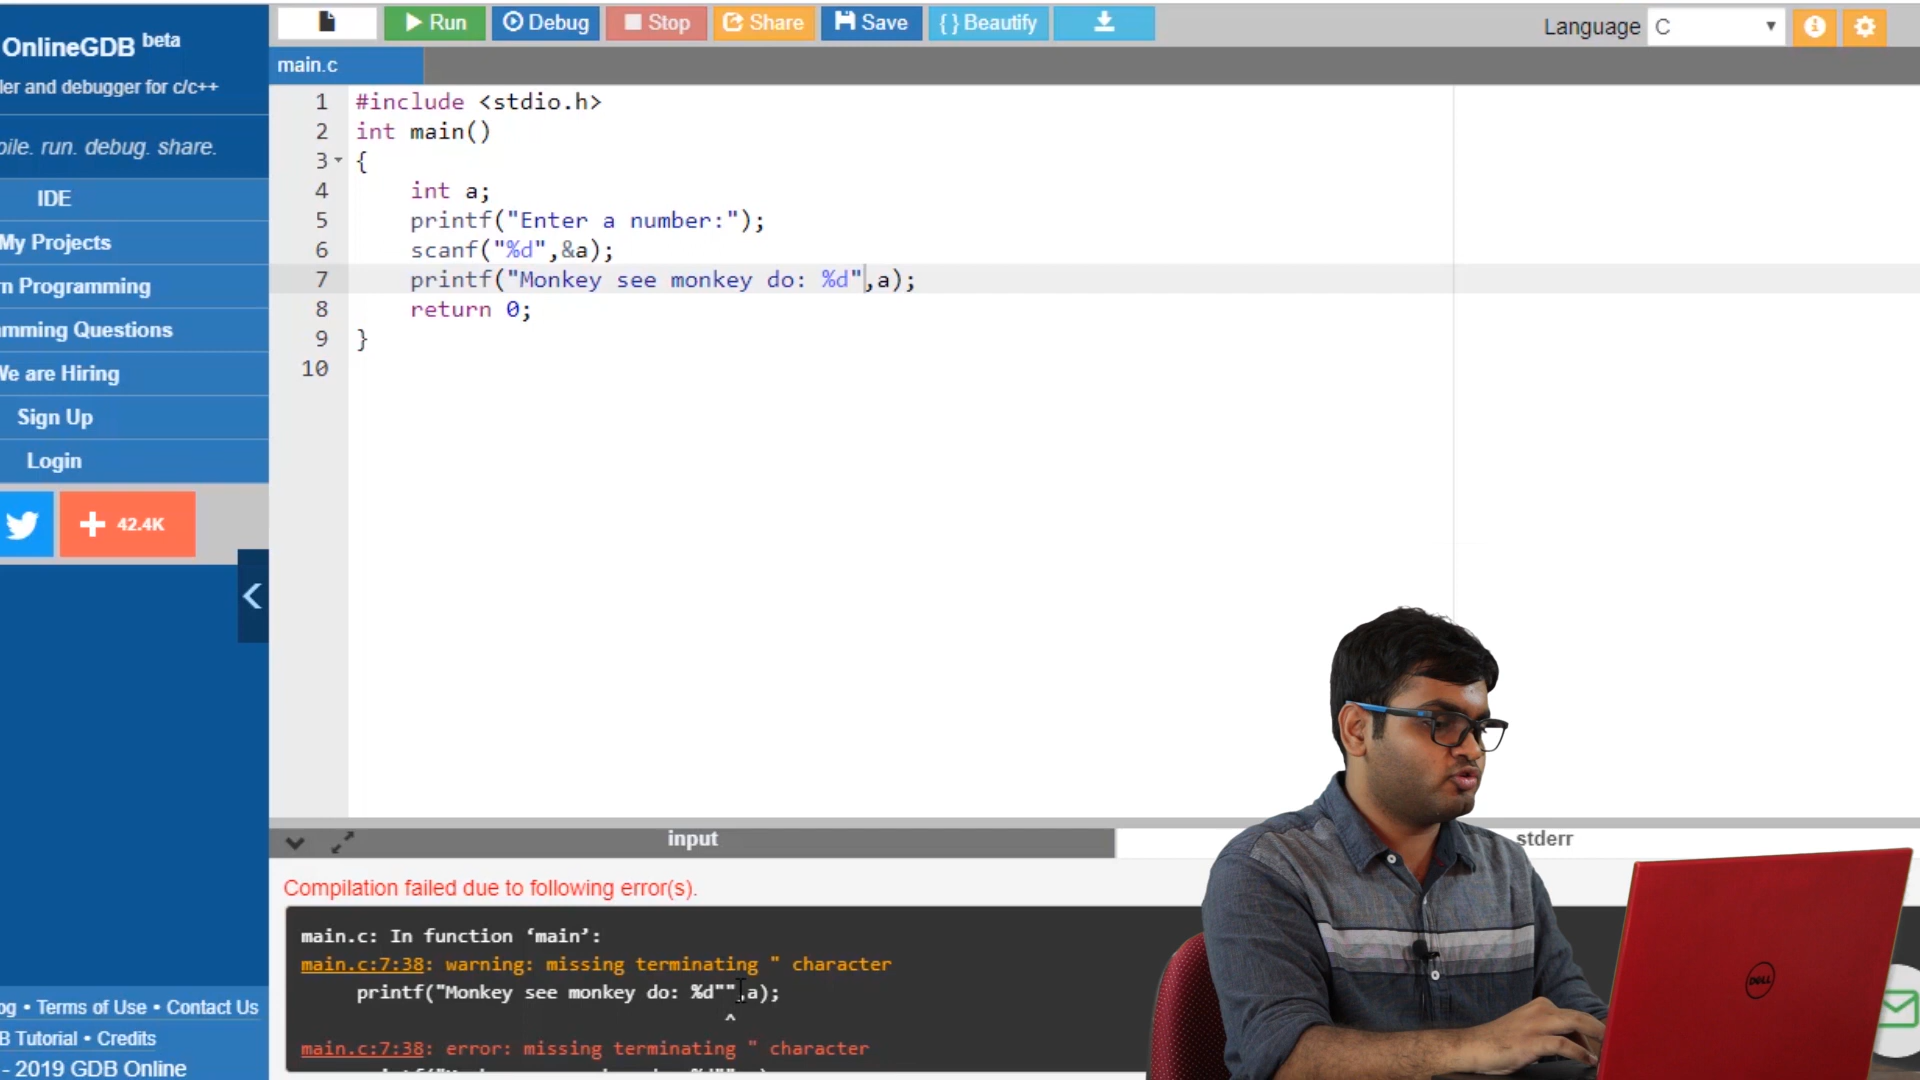 OnlineGDB beta
ler and debugger for c/c++
ile. run. debug. share.
IDE
My Projects
n Programming
mming Questions
We are Hiring
Sign Up
Login
+ 42.4K
og • Terms of Use • Contact Us
B Tutorial • Credits
- 2019 GDB Online
Run Debug Stop Share Save { } Beautify
Language C
main.c
1 #include <stdio.h>
2 int main()
3 {
4 int a;
5 printf("Enter a number:");
6 scanf("%d",&a);
7 printf("Monkey see monkey do: %d",a);
8 return 0;
9 }
10
input
stderr
Compilation failed due to following error(s).
main.c: In function ‘main’:
main.c:7:38: warning: missing terminating " character
printf("Monkey see monkey do: %d"",a);
^
main.c:7:38: error: missing terminating " character
DELL